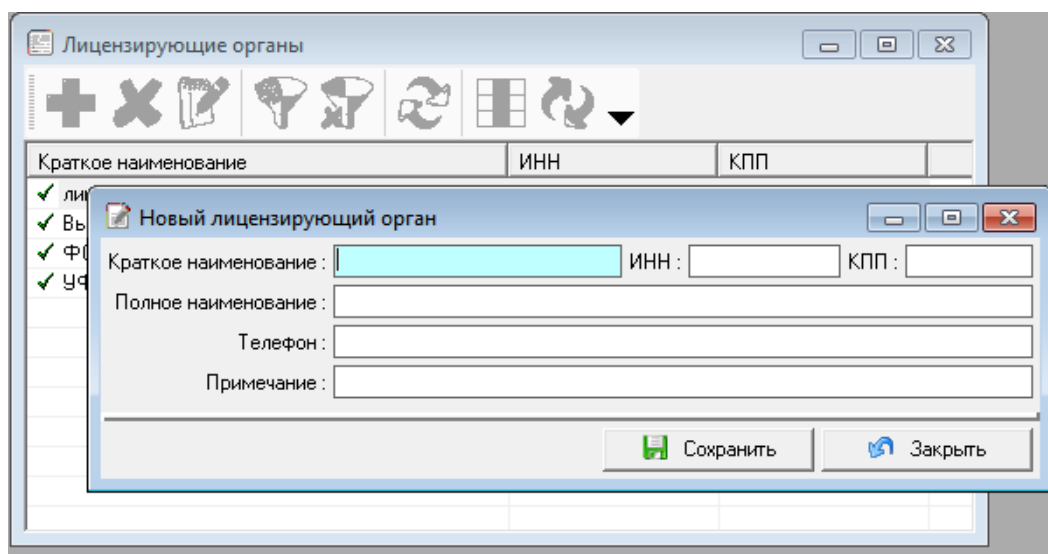 Лицензирующие органы
Краткое наименование ИНН КПП
Новый лицензирующий орган
Краткое наименование : ИНН : КПП :
Полное наименование :
Телефон :
Примечание :
Сохранить Закрыть